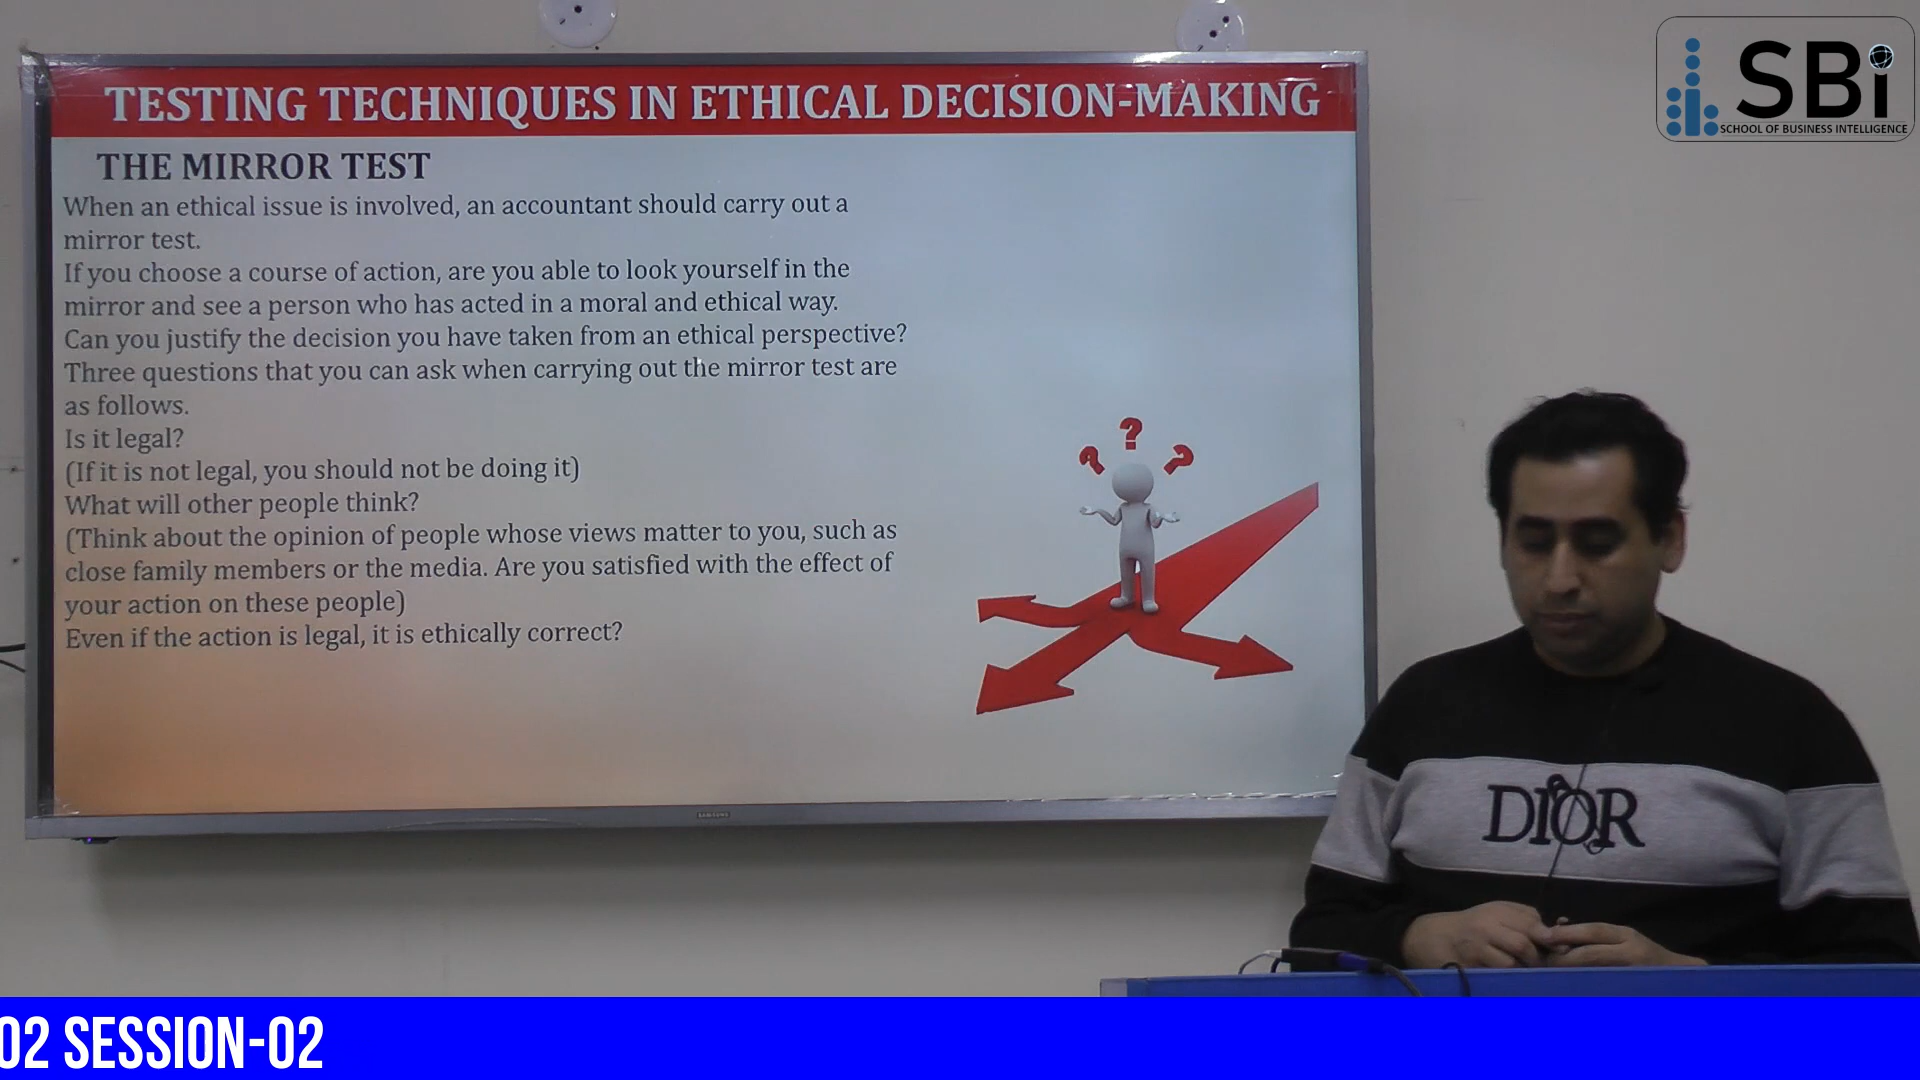 TESTING TECHNIQUES IN ETHICAL DECISION-MAKING
THE MIRROR TEST
When an ethical issue is involved, an accountant should carry out a
mirror test.
If you choose a course of action, are you able to look yourself in the
mirror and see a person who has acted in a moral and ethical way.
Can you justify the decision you have taken from an ethical perspective?
Three questions that you can ask when carrying out the mirror test are
as follows.
Is it legal?
(If it is not legal, you should not be doing it)
What will other people think?
(Think about the opinion of people whose views matter to you, such as
close family members or the media. Are you satisfied with the effect of
your action on these people)
Even if the action is legal, it is ethically correct?
? ? ?
SAMSUNG
SBi
SCHOOL OF BUSINESS INTELLIGENCE
DIOR
02 SESSION-02